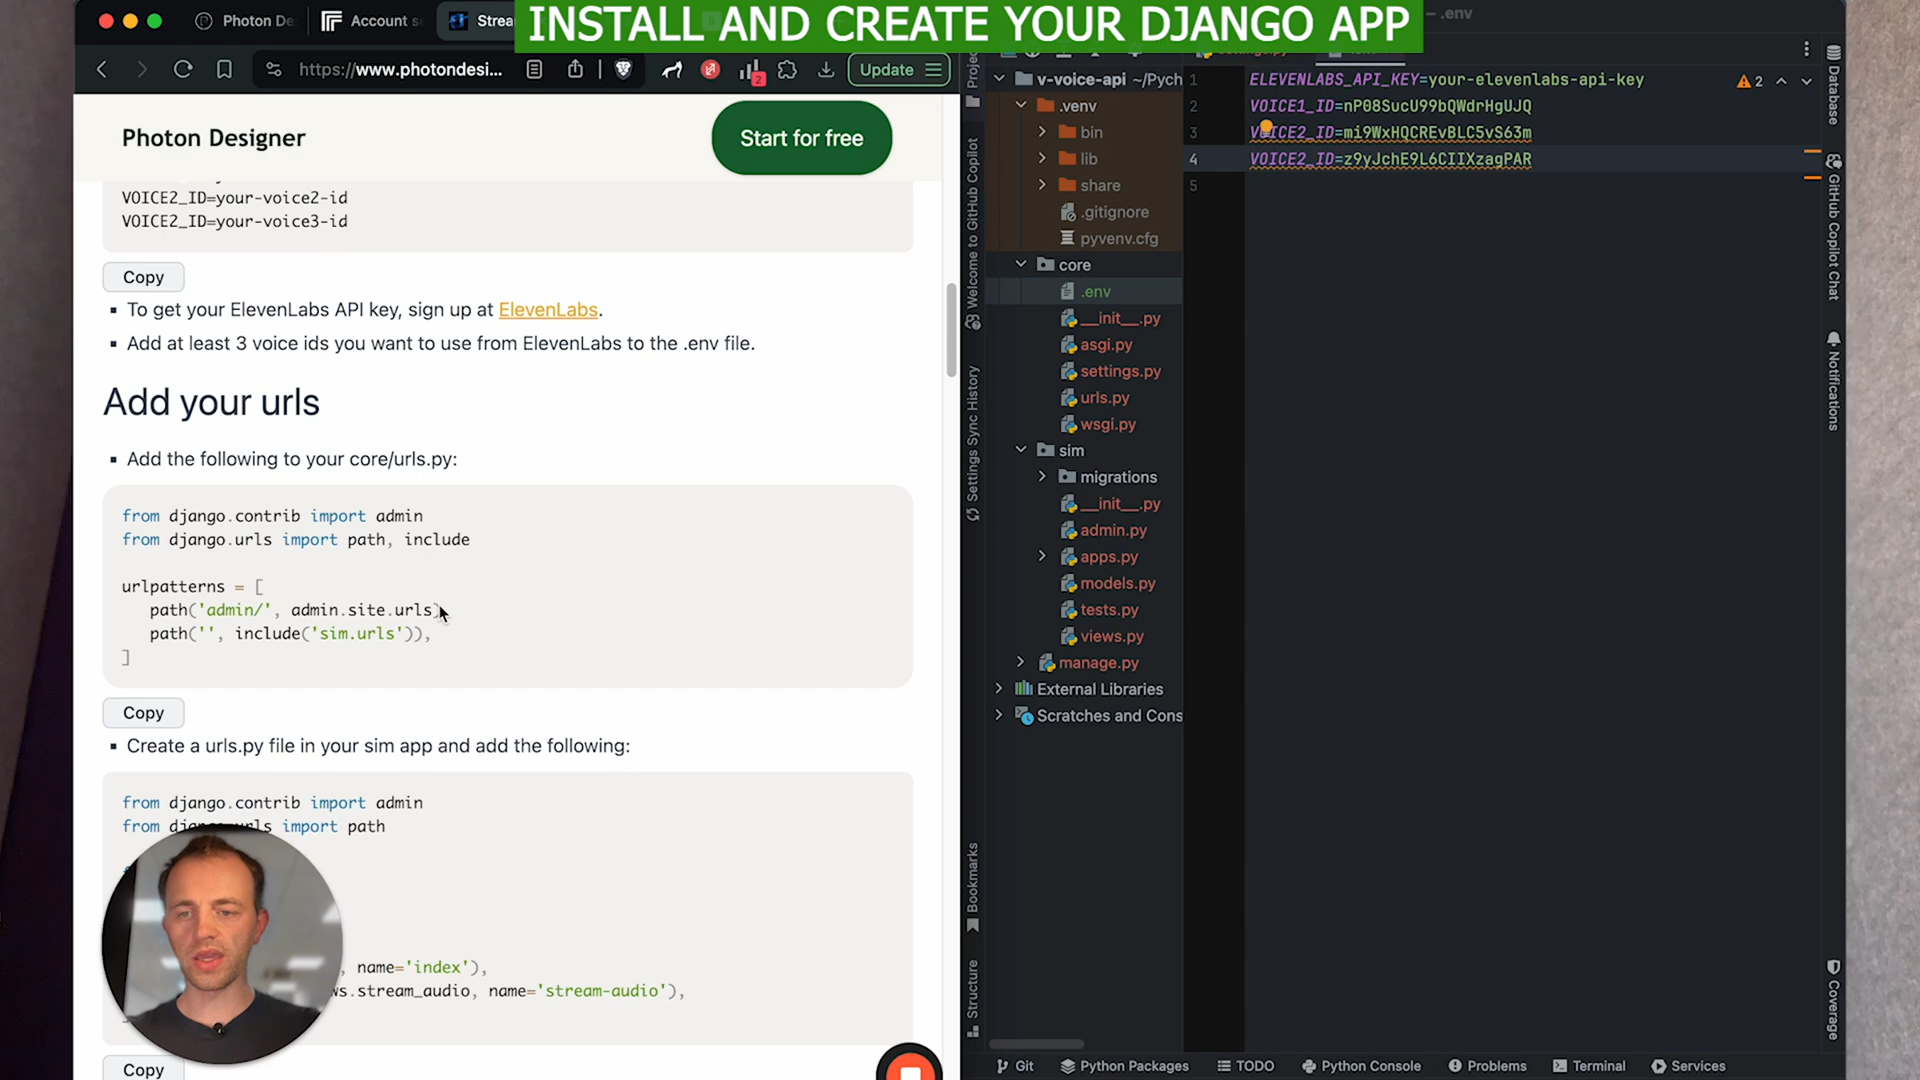 INSTALL AND CREATE YOUR DJANGO APP
Photon De
Account s
Strea
.env
https://www.photondesi...
2
Update
Photon Designer
Start for free
VOICE2_ID=your-voice2-id
VOICE2_ID=your-voice3-id
Copy
To get your ElevenLabs API key, sign up at ElevenLabs.
Add at least 3 voice ids you want to use from ElevenLabs to the .env file.
Add your urls
Add the following to your core/urls.py:
from django.contrib import admin
from django.urls import path, include
urlpatterns = [
path('admin/', admin.site.urls)
path('', include('sim.urls')),
]
Copy
Create a urls.py file in your sim app and add the following:
from django.contrib import admin
from django.urls import path
, name='index'),
ws.stream_audio, name='stream-audio'),
Copy
Welcome to GitHub Copilot
Settings Sync History
Bookmarks
Structure
v-voice-api ~/Pych
.venv
bin
lib
share
.gitignore
pyvenv.cfg
core
.env
__init__.py
asgi.py
settings.py
urls.py
wsgi.py
sim
migrations
__init__.py
admin.py
apps.py
models.py
tests.py
views.py
manage.py
External Libraries
Scratches and Cons
1 ELEVENLABS_API_KEY=your-elevenlabs-api-key
2 VOICE1_ID=nP08SucU99bQWdrHgUJQ
3 VOICE2_ID=mi9WxHQCREvBLC5vS63m
4 VOICE2_ID=z9yJchE9L6CIIXzagPAR
5
2
Database
GitHub Copilot Chat
Notifications
Coverage
Git
Python Packages
TODO
Python Console
Problems
Terminal
Services